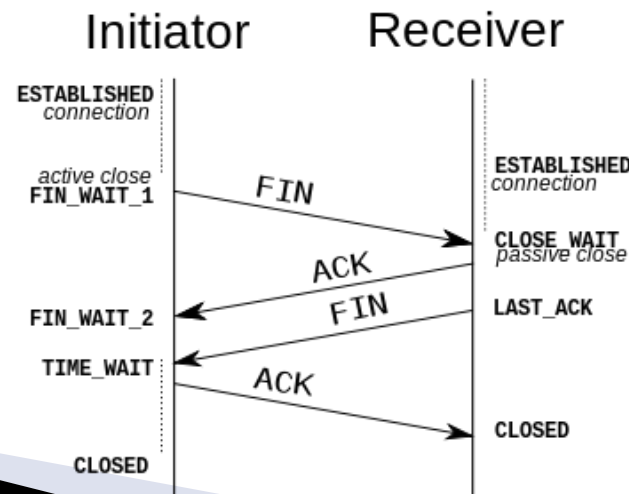 Initiator
Receiver
ESTABLISHED
connection
active close
FIN_WAIT_1
FIN
ESTABLISHED
connection
CLOSE_WAIT
passive close
ACK
FIN_WAIT_2
FIN
LAST_ACK
TIME_WAIT
ACK
CLOSED
CLOSED